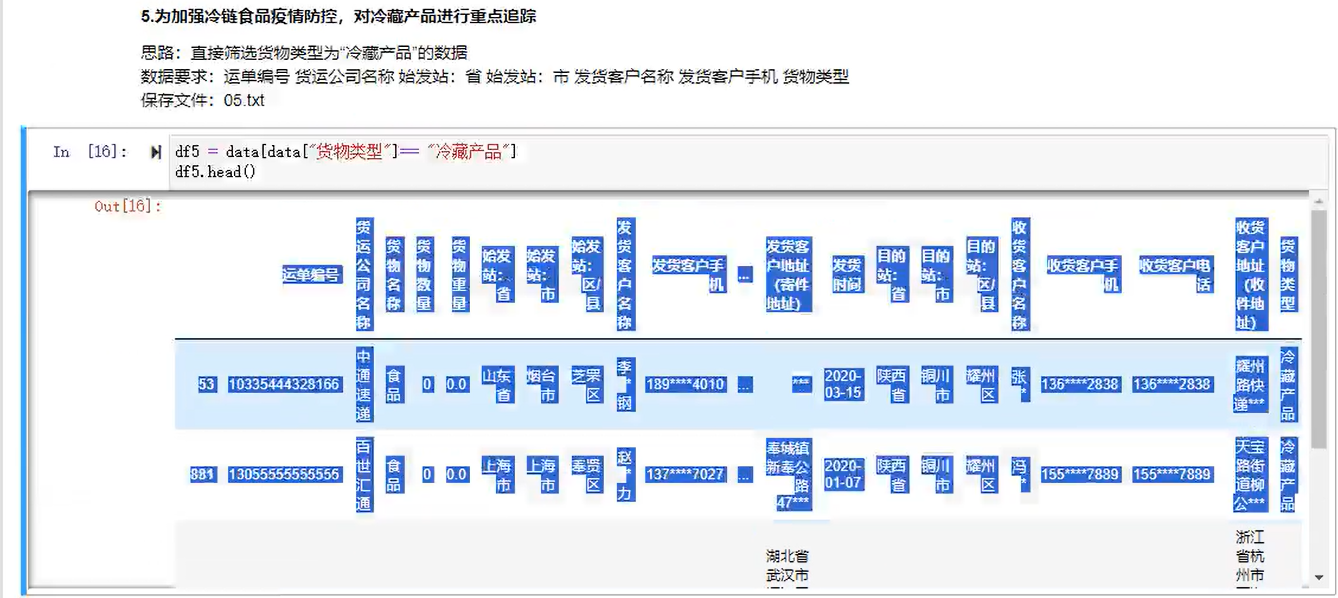 5.为加强冷链食品疫情防控，对冷藏产品进行重点追踪
思路：直接筛选货物类型为“冷藏产品”的数据
数据要求：运单编号 货运公司名称 始发站：省 始发站：市 发货客户名称 发货客户手机 货物类型
保存文件：05.txt
In [16]:
df5 = data[data["货物类型"]== "冷藏产品"]
df5.head()
Out[16]:
运单编号 货运公司名称 货物名称 货物数量 货物重量 始发站：省 始发站：市 始发站：区/县 发货客户名称 发货客户手机 ... 发货客户地址（寄件地址） 发货时间 目的站：省 目的站：市 目的站：区/县 收货客户名称 收货客户手机 收货客户电话 收货客户地址（收件地址） 货物类型
53 10335444328166 中通速递 食品 0 0.0 山东省 烟台市 芝罘区 李**钢 189****4010 ... *** 2020-03-15 陕西省 铜川市 耀州区 张* 136****2838 136****2838 耀州路快递*** 冷藏产品
881 13055555555556 百世汇通 食品 0 0.0 上海市 上海市 奉贤区 赵*力 137****7027 ... 奉城镇新奉公路47*** 2020-01-07 陕西省 铜川市 耀州区 冯* 155****7889 155****7889 天宝路街道柳公*** 冷藏产品
湖北省武汉市 浙江省杭州市